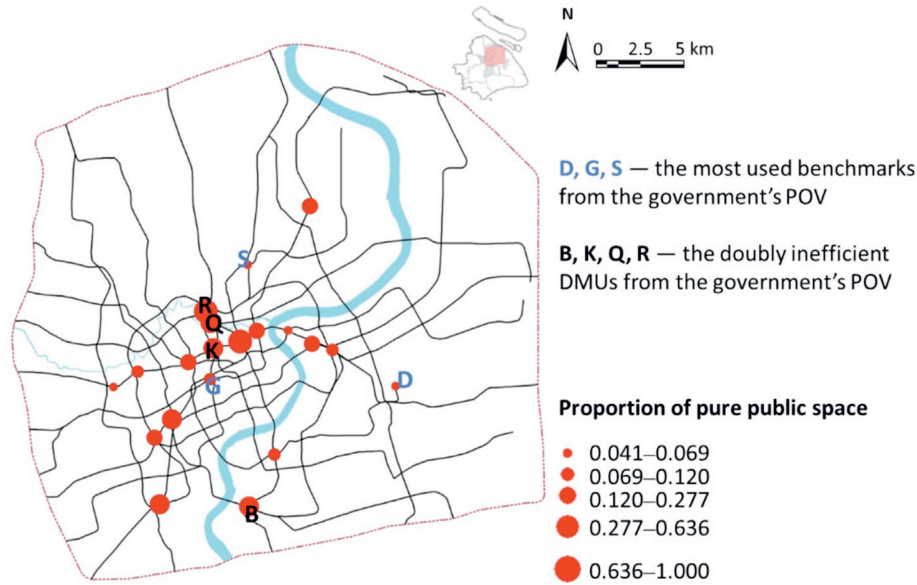 N
0 2.5 5 km
D, G, S — the most used benchmarks
from the government's POV
B, K, Q, R — the doubly inefficient
DMUs from the government's POV
S
R
Q
K
G
D
B
Proportion of pure public space
0.041–0.069
0.069–0.120
0.120–0.277
0.277–0.636
0.636–1.000